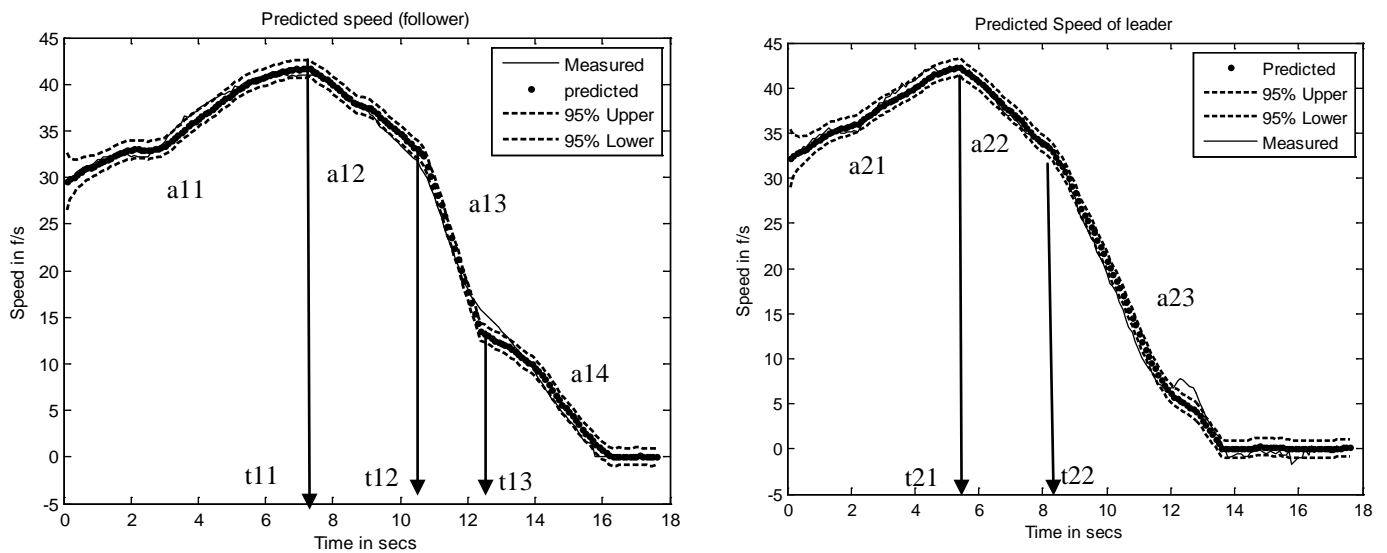 Predicted speed (follower)
45
40
35
30
25
20
15
10
5
0
-5
Speed in f/s
Measured
predicted
95% Upper
95% Lower
a11
a12
a13
a14
t11
t12
t13
0 2 4 6 8 10 12 14 16 18
Time in secs
Predicted Speed of leader
45
40
35
30
25
20
15
10
5
0
-5
Speed in f/s
Predicted
95% Upper
95% Lower
Measured
a21
a22
a23
t21
t22
0 2 4 6 8 10 12 14 16 18
Time in secs